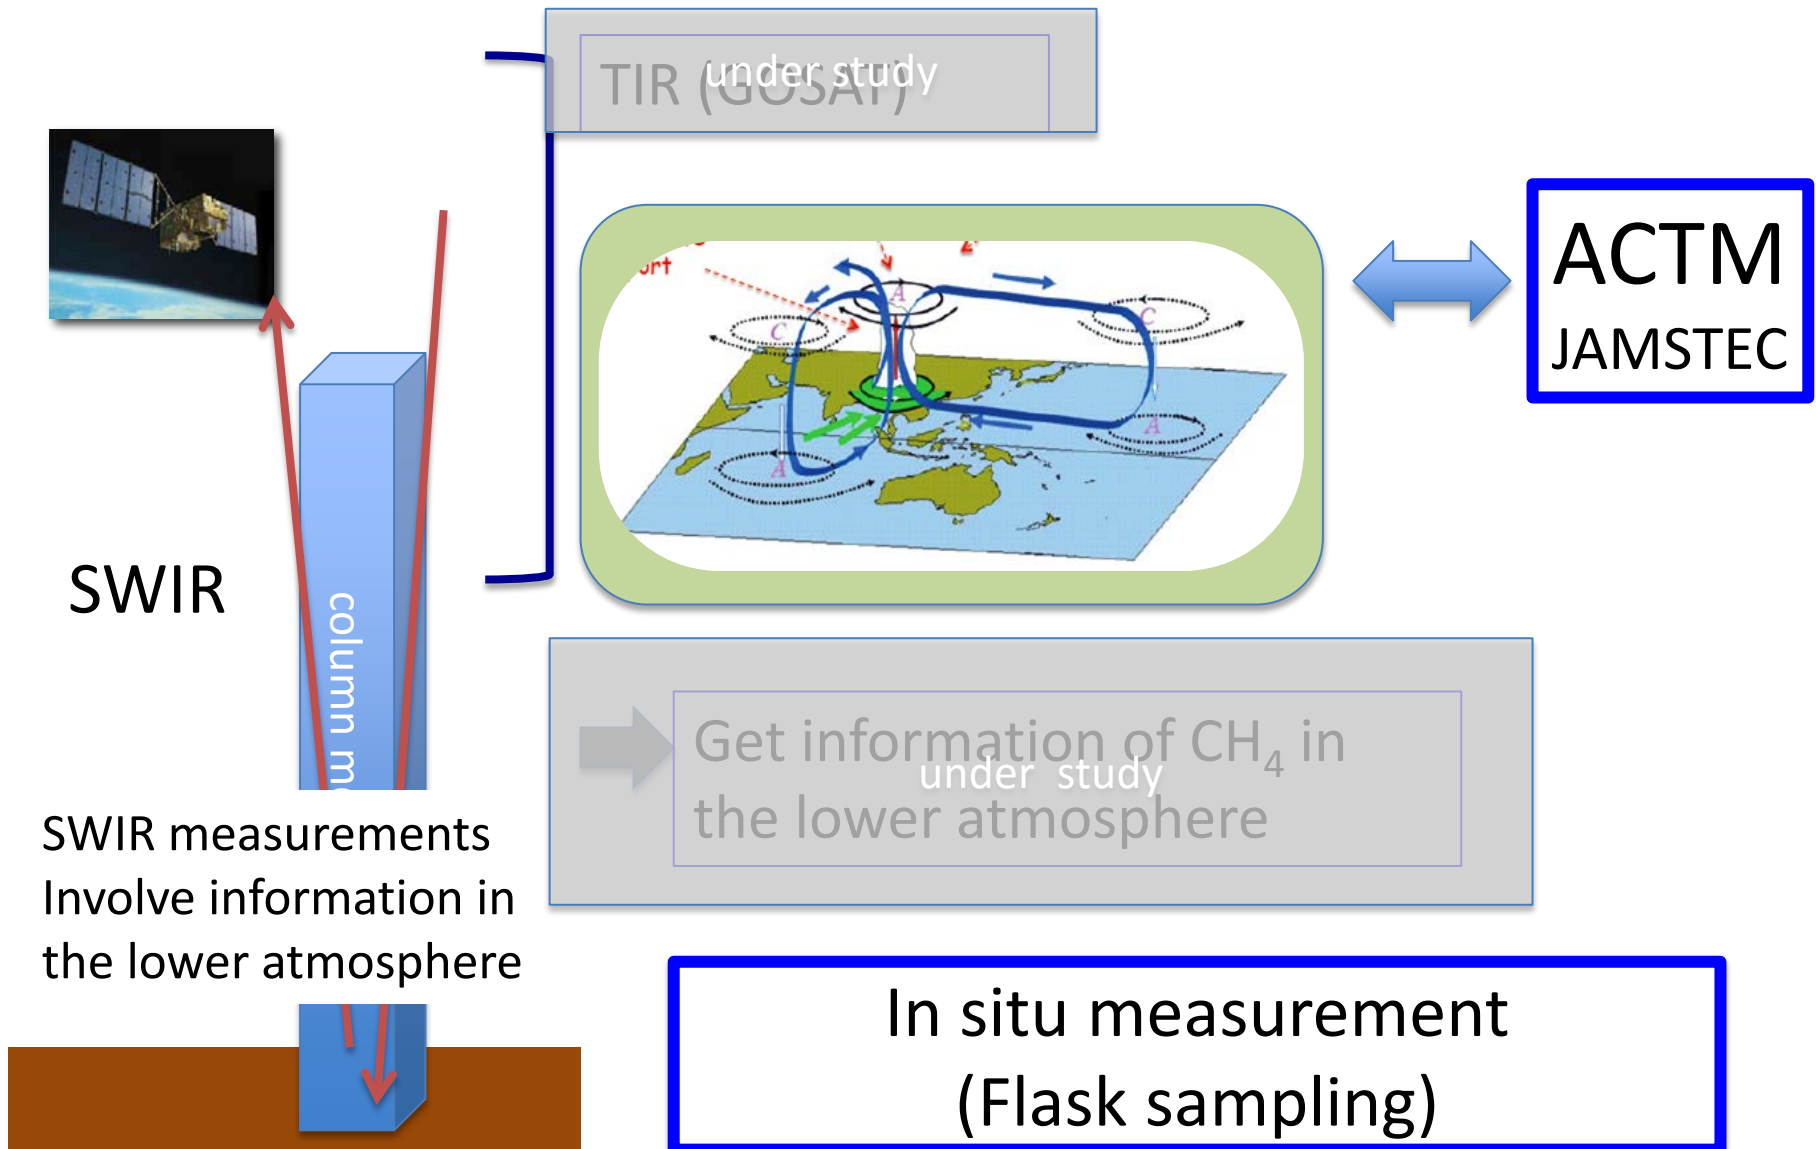 TIR (GOSAT)
under study
ACTM
JAMSTEC
A
C
C
A
A
SWIR
column m
Get information of CH₄ in
the lower atmosphere
under study
SWIR measurements
Involve information in
the lower atmosphere
In situ measurement
(Flask sampling)